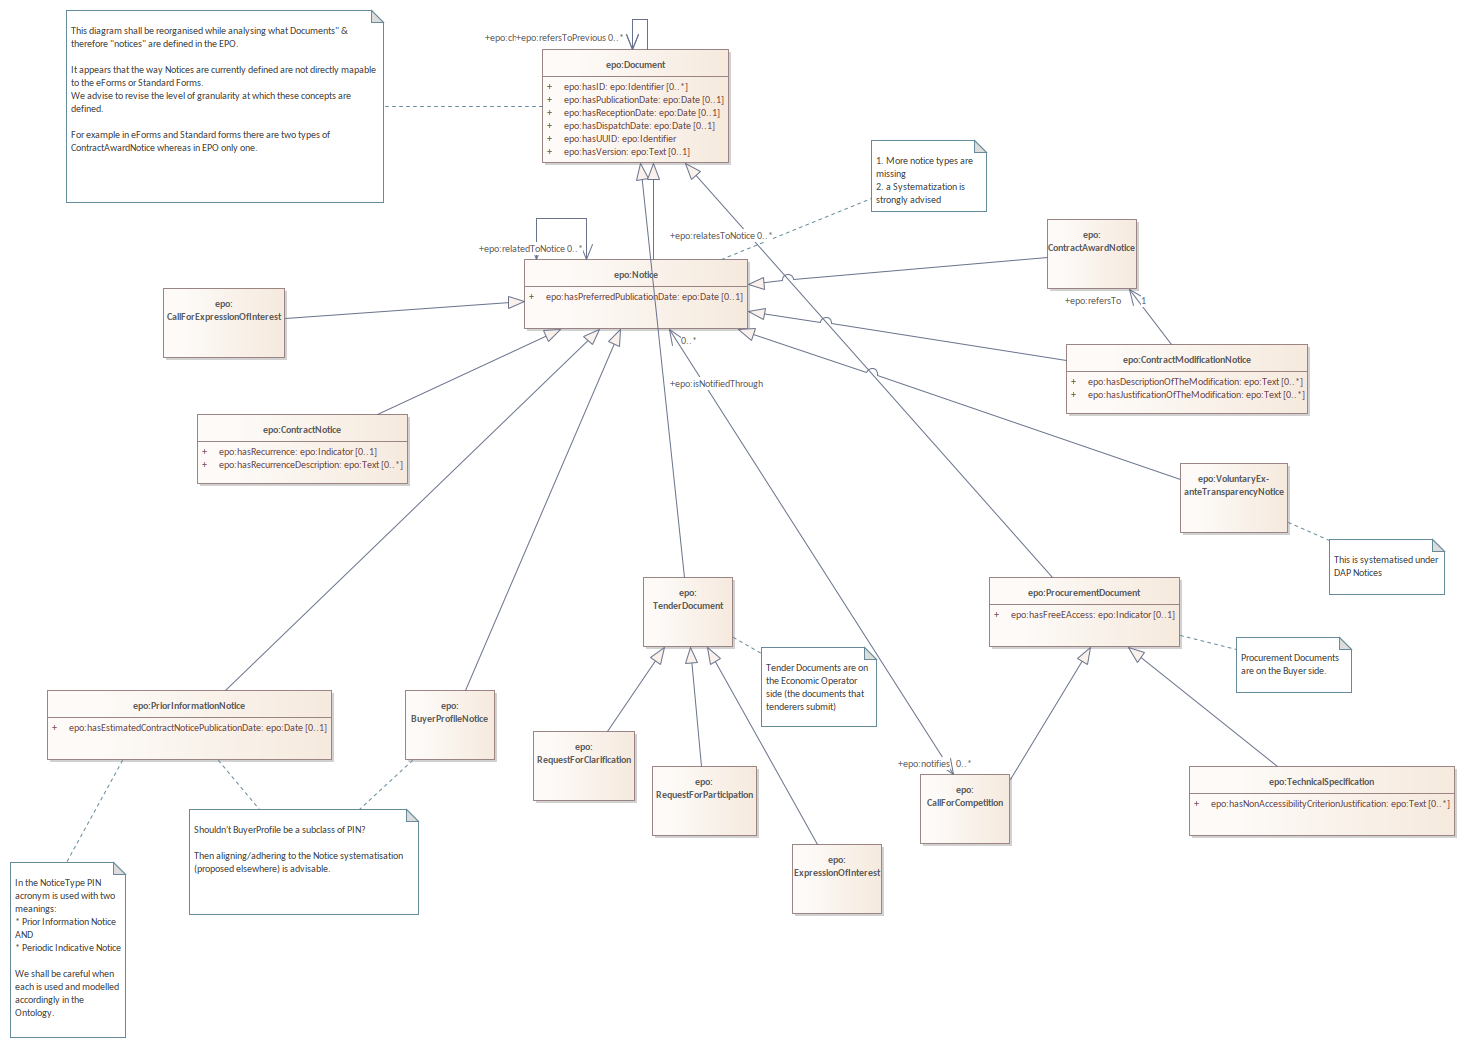 This diagram shall be reorganised while analysing what Documents" &
therefore "notices" are defined in the EPO.
It appears that the way Notices are currently defined are not directly mapable
to the eForms or Standard Forms.
We advise to revise the level of granularity at which these concepts are
defined.
For example in eForms and Standard forms there are two types of
ContractAwardNotice whereas in EPO only one.
+epo:refersToPrevious 0..*
epo:Document
+ epo:hasID: epo:Identifier [0..*]
+ epo:hasPublicationDate: epo:Date [0..1]
+ epo:hasReceptionDate: epo:Date [0..1]
+ epo:hasDispatchDate: epo:Date [0..1]
+ epo:hasUUID: epo:Identifier
+ epo:hasVersion: epo:Text [0..1]
1. More notice types are
missing
2. a Systematization is
strongly advised
+epo:relatesToNotice 0..*
+epo:relatedToNotice 0..*
epo:
ContractAwardNotice
epo:Notice
+ epo:hasPreferredPublicationDate: epo:Date [0..1]
epo:
CallForExpressionOfInterest
+epo:refersTo 1
0..*
+epo:isNotifiedThrough
epo:ContractModificationNotice
+ epo:hasDescriptionOfTheModification: epo:Text [0..*]
+ epo:hasJustificationOfTheModification: epo:Text [0..*]
epo:ContractNotice
+ epo:hasRecurrence: epo:Indicator [0..1]
+ epo:hasRecurrenceDescription: epo:Text [0..*]
epo:VoluntaryEx-
anteTransparencyNotice
This is systematised under
DAP Notices
epo:
TenderDocument
epo:ProcurementDocument
+ epo:hasFreeEAccess: epo:Indicator [0..1]
Tender Documents are on
the Economic Operator
side (the documents that
tenderers submit)
Procurement Documents
are on the Buyer side.
epo:PriorInformationNotice
+ epo:hasEstimatedContractNoticePublicationDate: epo:Date [0..1]
epo:
BuyerProfileNotice
epo:
RequestForClarification
epo:
RequestForParticipation
+epo:notifies 0..*
epo:
CallForCompetition
epo:TechnicalSpecification
+ epo:hasNonAccessibilityCriterionJustification: epo:Text [0..*]
Shouldn't BuyerProfile be a subclass of PIN?
Then aligning/adhering to the Notice systematisation
(proposed elsewhere) is advisable.
epo:
ExpressionOfInterest
In the NoticeType PIN
acronym is used with two
meanings:
* Prior Information Notice
AND
* Periodic Indicative Notice
We shall be careful when
each is used and modelled
accordingly in the
Ontology.